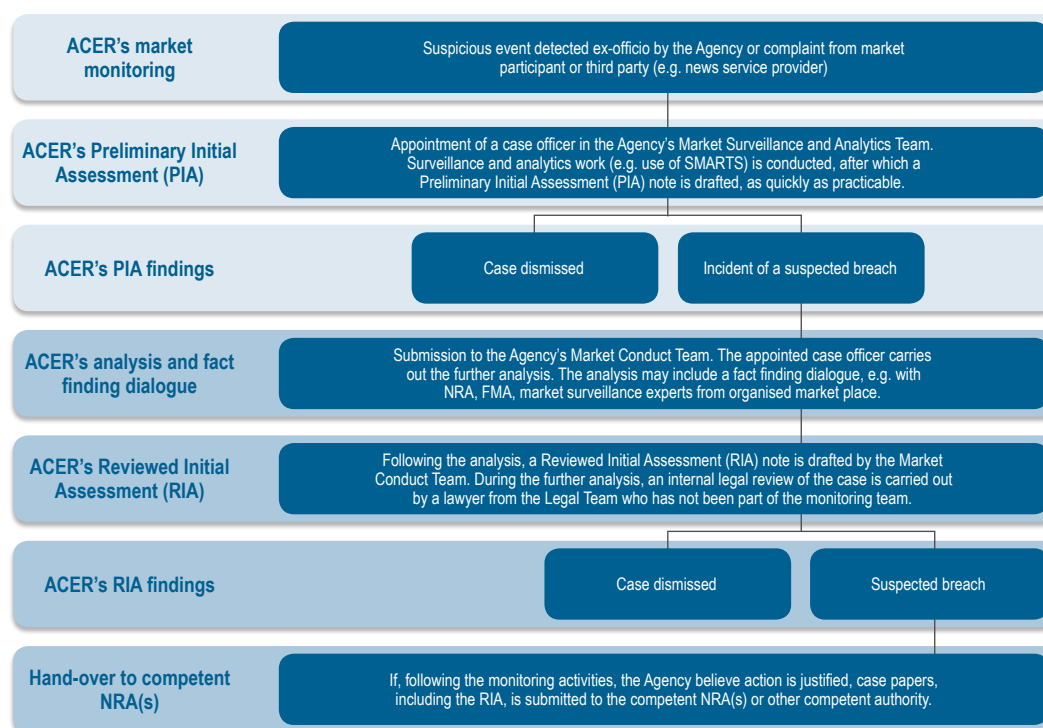 ACER's market
monitoring
Suspicious event detected ex-officio by the Agency or complaint from market
participant or third party (e.g. news service provider)
ACER's Preliminary Initial
Assessment (PIA)
Appointment of a case officer in the Agency's Market Surveillance and Analytics Team.
Surveillance and analytics work (e.g. use of SMARTS) is conducted, after which a
Preliminary Initial Assessment (PIA) note is drafted, as quickly as practicable.
ACER's PIA findings
Case dismissed
Incident of a suspected breach
ACER's analysis and fact
finding dialogue
Submission to the Agency's Market Conduct Team. The appointed case officer carries
out the further analysis. The analysis may include a fact finding dialogue, e.g. with
NRA, FMA, market surveillance experts from organised market place.
ACER's Reviewed Initial
Assessment (RIA)
Following the analysis, a Reviewed Initial Assessment (RIA) note is drafted by the Market
Conduct Team. During the further analysis, an internal legal review of the case is carried out
by a lawyer from the Legal Team who has not been part of the monitoring team.
ACER's RIA findings
Case dismissed
Suspected breach
Hand-over to competent
NRA(s)
If, following the monitoring activities, the Agency believe action is justified, case papers,
including the RIA, is submitted to the competent NRA(s) or other competent authority.